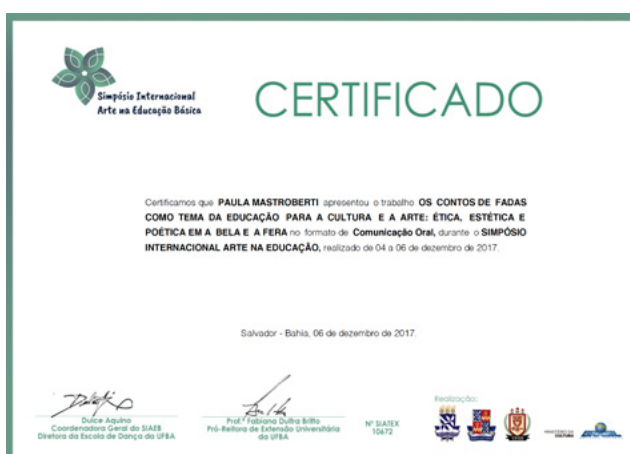 Simpósio Internacional
Arte na Educação Básica
CERTIFICADO
Certificamos que PAULA MASTROBERTI apresentou o trabalho OS CONTOS DE FADAS
COMO TEMA DA EDUCAÇÃO PARA A CULTURA E A ARTE: ÉTICA, ESTÉTICA E
POÉTICA EM A BELA E A FERA no formato de Comunicação Oral, durante o SIMPÓSIO
INTERNACIONAL ARTE NA EDUCAÇÃO, realizado de 04 a 06 de dezembro de 2017.
Salvador - Bahia, 06 de dezembro de 2017.
Dulce Aquino
Coordenadora Geral do SIAEB
Diretora da Escola de Dança da UFBA
Prof.ª Fabiana Dultra Britto
Pró-Reitora de Extensão Universitária
da UFBA
Nº SIATEX
10672
Realização:
MINISTÉRIO DA
CULTURA